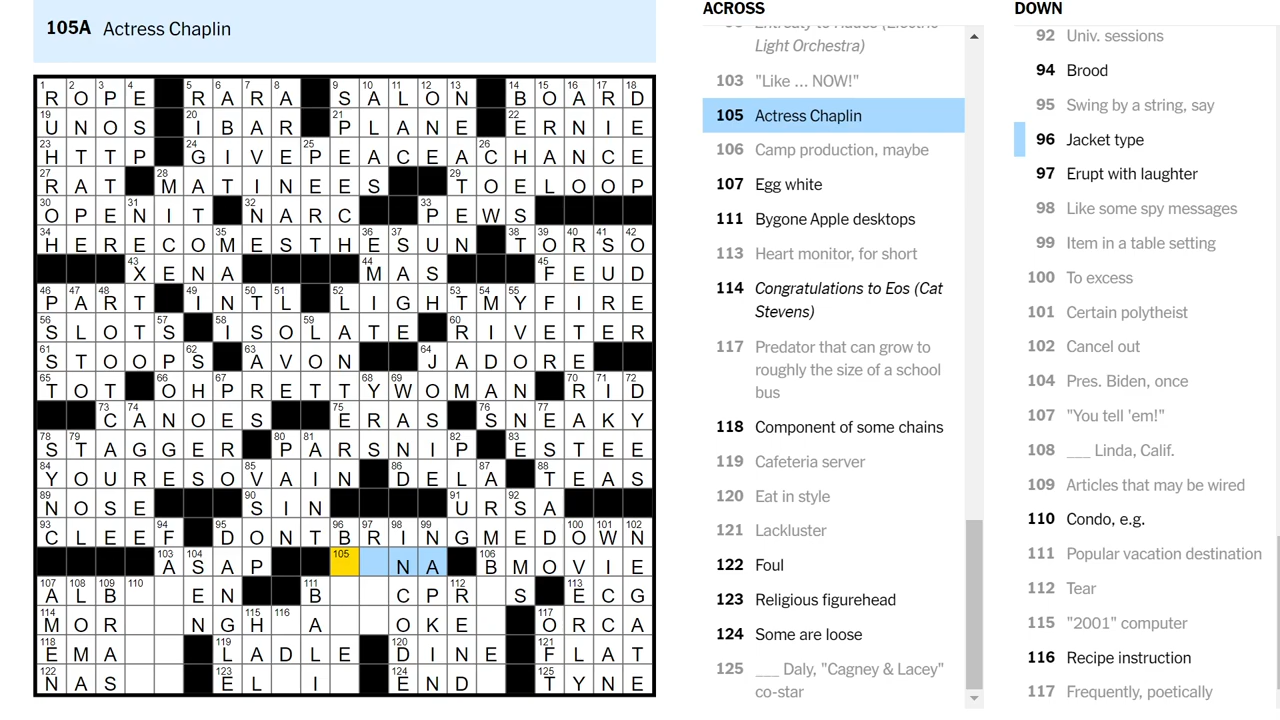 105A Actress Chaplin
ACROSS
Light Orchestra)
103 "Like ... NOW!"
105 Actress Chaplin
106 Camp production, maybe
107 Egg white
111 Bygone Apple desktops
113 Heart monitor, for short
114 Congratulations to Eos (Cat
Stevens)
117 Predator that can grow to
roughly the size of a school
bus
118 Component of some chains
119 Cafeteria server
120 Eat in style
121 Lackluster
122 Foul
123 Religious figurehead
124 Some are loose
125 ___ Daly, "Cagney & Lacey"
co-star
DOWN
92 Univ. sessions
94 Brood
95 Swing by a string, say
96 Jacket type
97 Erupt with laughter
98 Like some spy messages
99 Item in a table setting
100 To excess
101 Certain polytheist
102 Cancel out
104 Pres. Biden, once
107 "You tell 'em!"
108 ___ Linda, Calif.
109 Articles that may be wired
110 Condo, e.g.
111 Popular vacation destination
112 Tear
115 "2001" computer
116 Recipe instruction
117 Frequently, poetically
ROPE RARA SALON BOARD
UNOS IBAR PLANE ERNIE
HTTP GIVEPEACEACHANCE
RAT MATINEES TOELOOP
OPENIT NARC PEWS
HERECOMESTHESUN TORSO
XENA MAS FEUD
PART INTL LIGHTMYFIRE
SLOTS ISOLATE RIVETER
STOOPS AVON JADORE
TOT OHPRETTYWOMAN RID
CANOES ERAS SNEAKY
STAGGER PARSNIP ESTEE
YOURESOVAIN DELA TEAS
NOSE SIN URSA
CLEEF DONTBRINGMEDOWN
ASAP NA BMOVIE
ALB EN B CPR S ECG
MOR NGH A OKE ORCA
EMA LADLE DINE FLAT
NAS EL I END TYNE